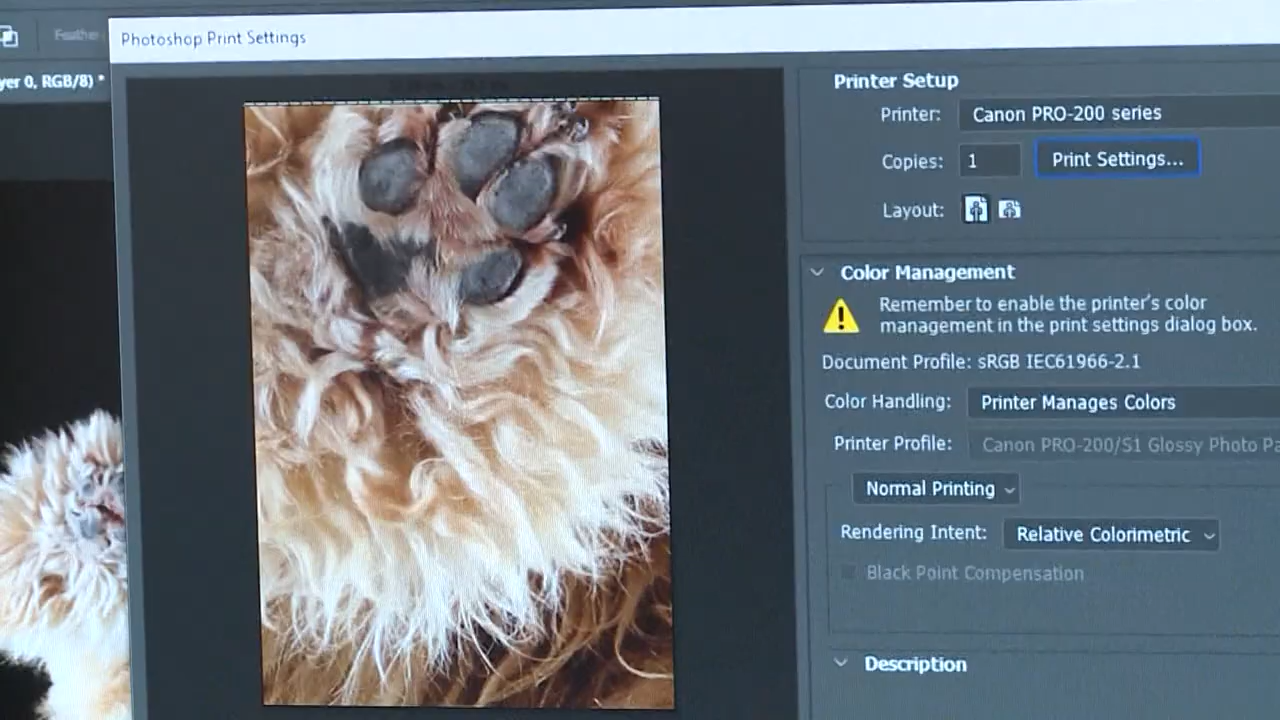 Feather
Photoshop Print Settings
yer 0, RGB/8) *
Printer Setup
Printer: Canon PRO-200 series
Copies: 1 Print Settings...
Layout:
Color Management
Remember to enable the printer's color
management in the print settings dialog box.
Document Profile: sRGB IEC61966-2.1
Color Handling: Printer Manages Colors
Printer Profile: Canon PRO-200/S1 Glossy Photo Pa
Normal Printing
Rendering Intent: Relative Colorimetric
Black Point Compensation
Description